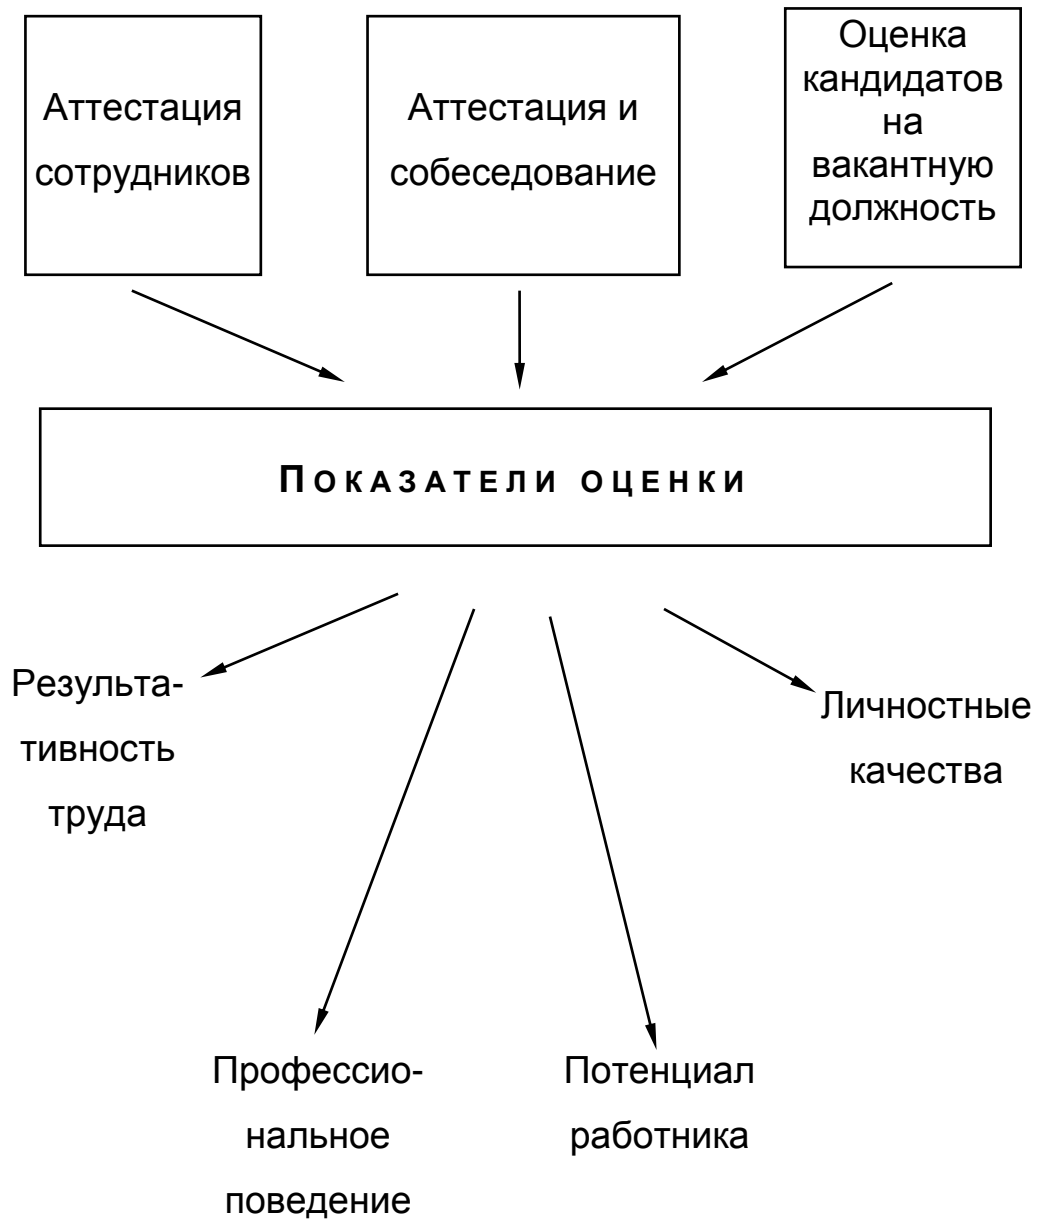 Аттестация
сотрудников
Аттестация и
собеседование
Оценка
кандидатов
на
вакантную
должность
ПОКАЗАТЕЛИ ОЦЕНКИ
Результа-
тивность
труда
Личностные
качества
Профессио-
нальное
поведение
Потенциал
работника